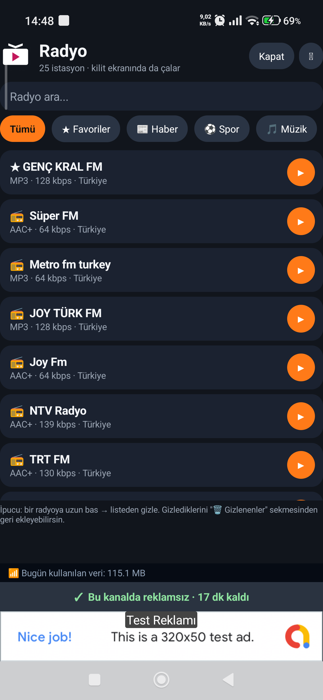 14:48 9,02 KB/s 69%
Radyo
25 istasyon · kilit ekranında da çalar
Kapat
Radyo ara...
Tümü ★ Favoriler 📰 Haber ⚽ Spor 🎵 Müzik
★ GENÇ KRAL FM
MP3 · 128 kbps · Türkiye
📻 Süper FM
AAC+ · 64 kbps · Türkiye
📻 Metro fm turkey
MP3 · 128 kbps · Türkiye
📻 JOY TÜRK FM
MP3 · 128 kbps · Türkiye
📻 Joy Fm
AAC+ · 64 kbps · Türkiye
📻 NTV Radyo
AAC+ · 139 kbps · Türkiye
📻 TRT FM
AAC+ · 130 kbps · Türkiye
İpucu: bir radyoya uzun bas → listeden gizle. Gizlediklerini "🗑 Gizlenenler" sekmesinden
geri ekleyebilirsin.
📶 Bugün kullanılan veri: 115.1 MB
✓ Bu kanalda reklamsız · 17 dk kaldı
Test Reklamı
Nice job! This is a 320x50 test ad.